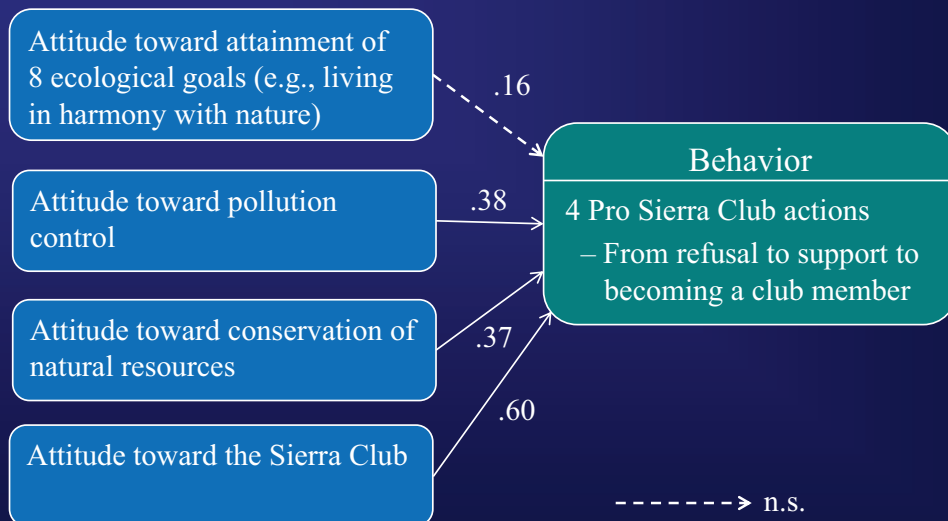 Attitude toward attainment of
8 ecological goals (e.g., living
in harmony with nature)
.16
Attitude toward pollution
control
.38
Attitude toward conservation of
natural resources
.37
Attitude toward the Sierra Club
.60
Behavior
4 Pro Sierra Club actions
– From refusal to support to
becoming a club member
n.s.